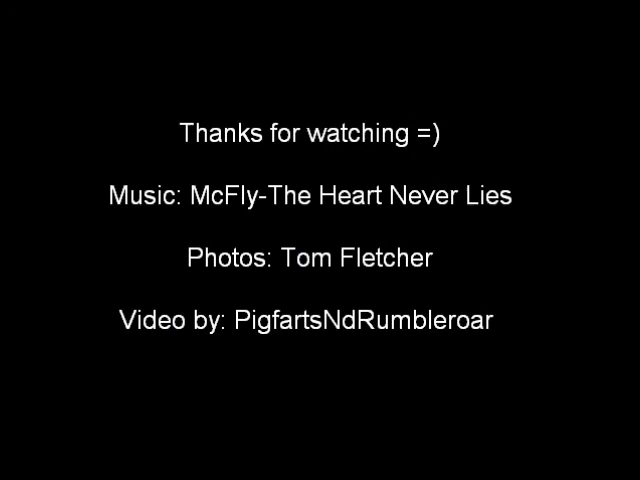 Thanks for watching =)
Music: McFly-The Heart Never Lies
Photos: Tom Fletcher
Video by: PigfartsNdRumbleroar